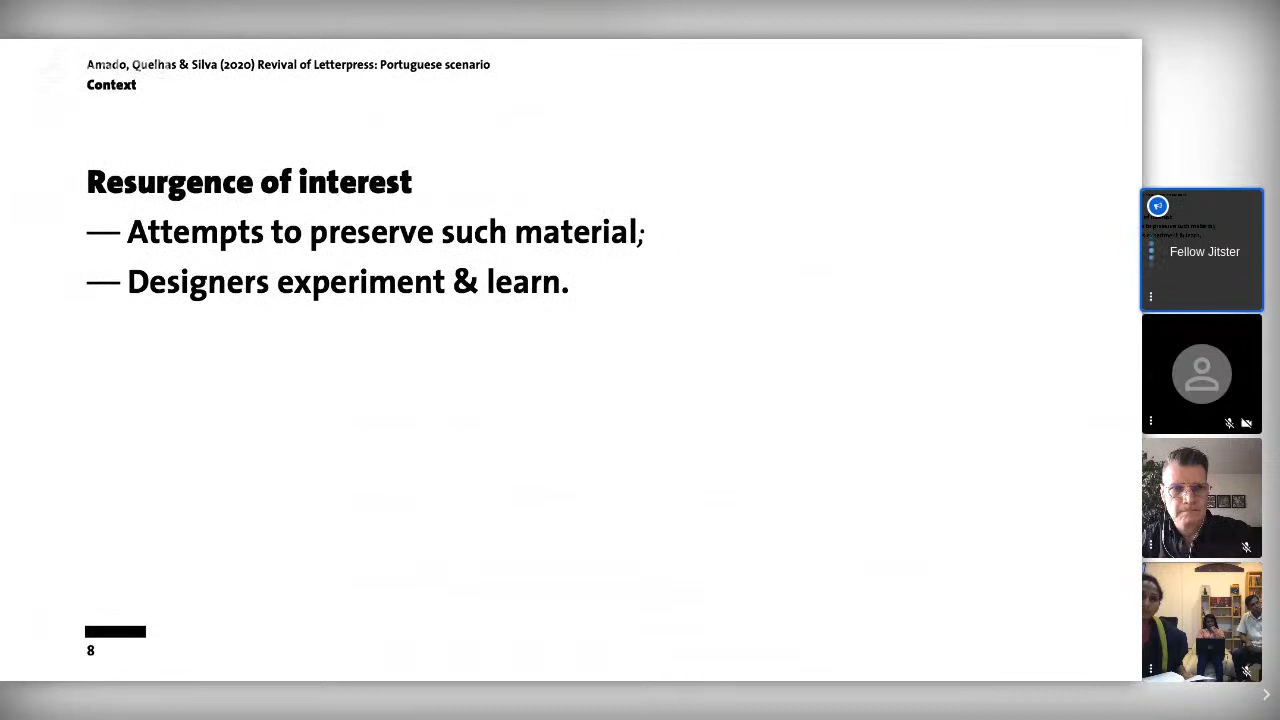 Amado, Quelhas & Silva (2020) Revival of Letterpress: Portuguese scenario
Context
Resurgence of interest
— Attempts to preserve such material;
— Designers experiment & learn.
8
Fellow Jitster